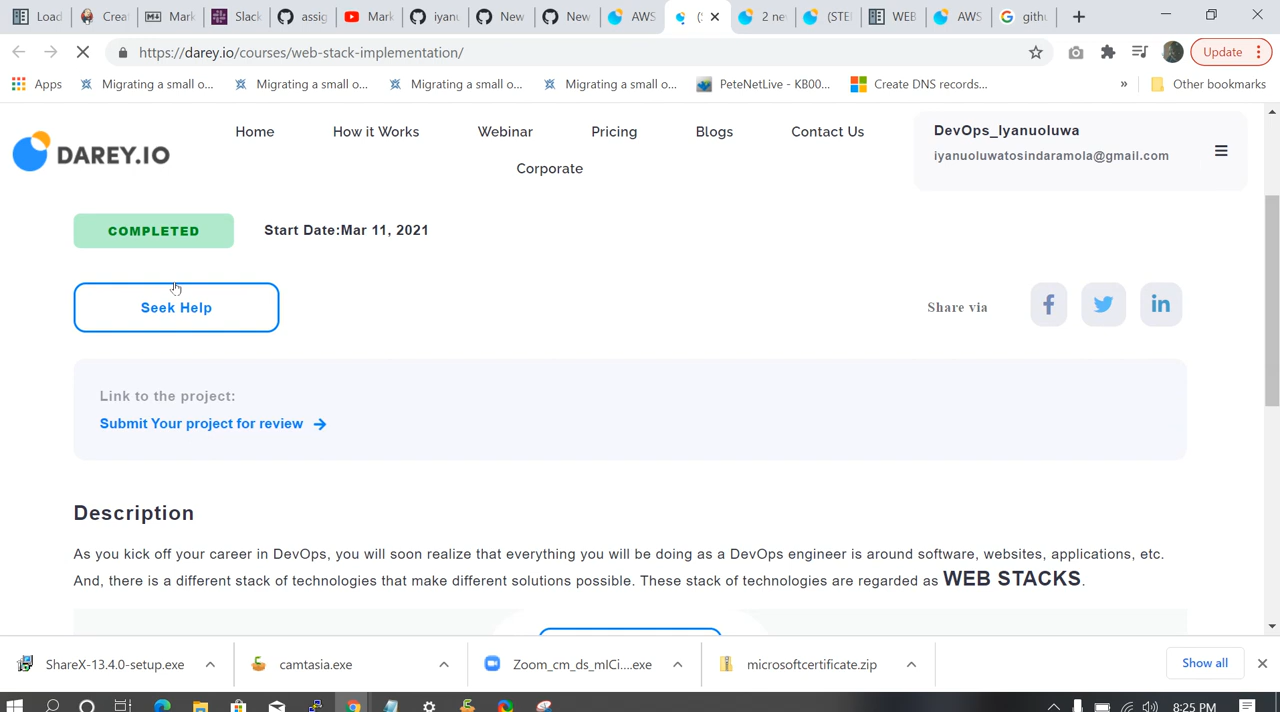 Load
Crea
Mark
Slack
assig
Mark
iyanu
New
New
AWS
(
2 ne
(STE
WEB
AWS
gith
https://darey.io/courses/web-stack-implementation/
Update
Apps
Migrating a small o...
Migrating a small o...
Migrating a small o...
Migrating a small o...
PeteNetLive - KB00...
Create DNS records...
»
Other bookmarks
DAREY.IO
Home
How it Works
Webinar
Pricing
Blogs
Contact Us
Corporate
DevOps_Iyanuoluwa
iyanuoluwatosindaramola@gmail.com
COMPLETED
Start Date:Mar 11, 2021
Seek Help
Share via
Link to the project:
Submit Your project for review
Description
As you kick off your career in DevOps, you will soon realize that everything you will be doing as a DevOps engineer is around software, websites, applications, etc.
And, there is a different stack of technologies that make different solutions possible. These stack of technologies are regarded as WEB STACKS.
ShareX-13.4.0-setup.exe
camtasia.exe
Zoom_cm_ds_mICi....exe
microsoftcertificate.zip
Show all
8:25 PM